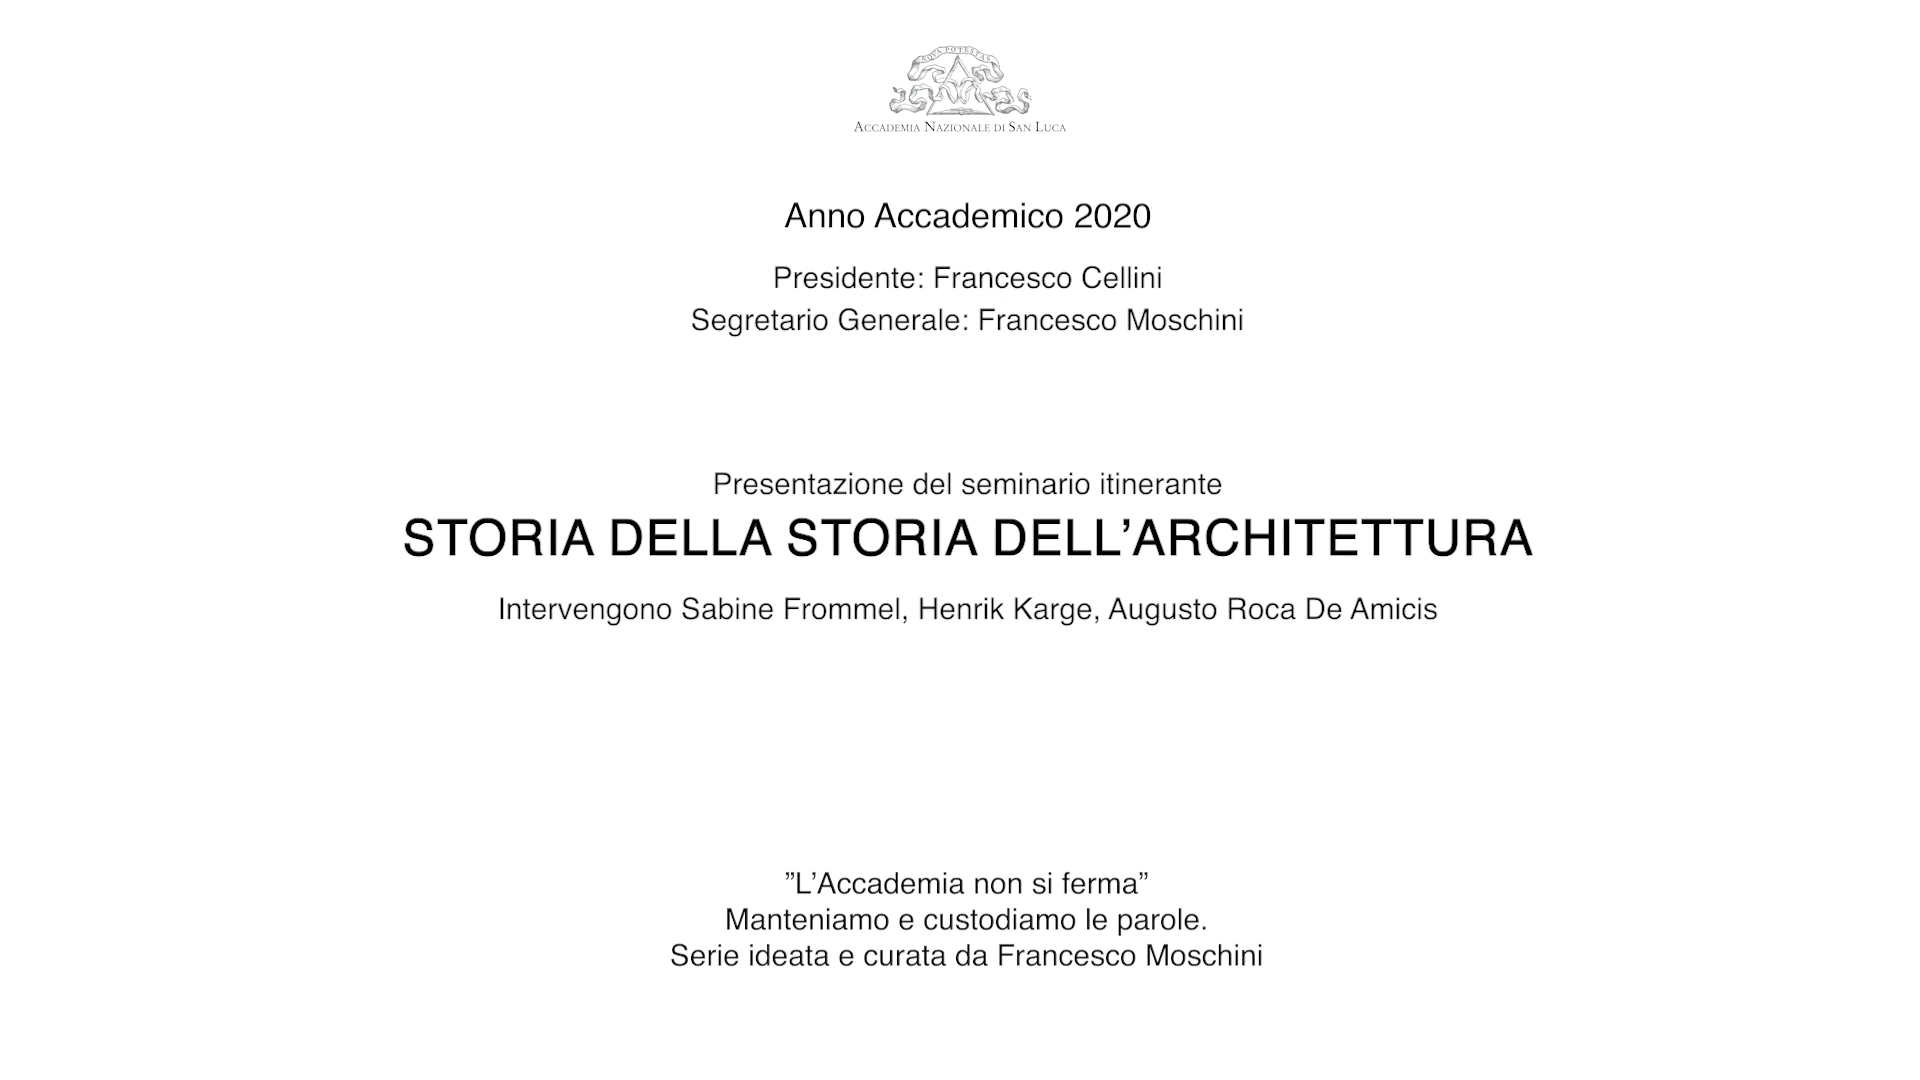 ÆQUA POTESTAS
ACCADEMIA NAZIONALE DI SAN LUCA
Anno Accademico 2020
Presidente: Francesco Cellini
Segretario Generale: Francesco Moschini
Presentazione del seminario itinerante
STORIA DELLA STORIA DELL’ARCHITETTURA
Intervengono Sabine Frommel, Henrik Karge, Augusto Roca De Amicis
”L’Accademia non si ferma”
Manteniamo e custodiamo le parole.
Serie ideata e curata da Francesco Moschini